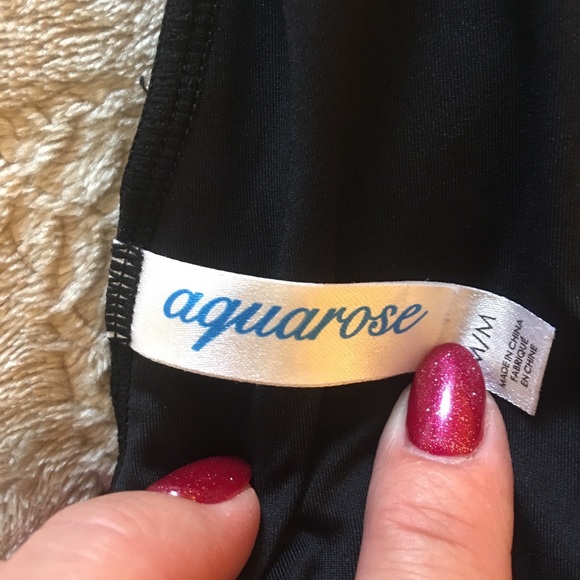 aquarose
M/M
MADE IN CHINA
FABRIQUÉ
EN CHINE